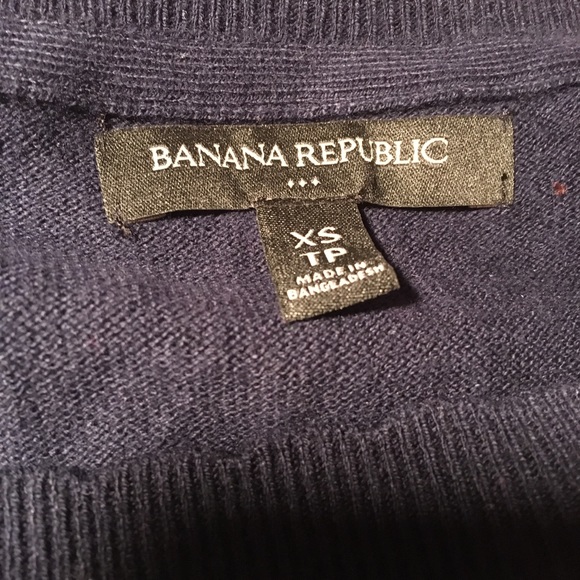 BANANA REPUBLIC
XS
TP
MADE IN
BANGLADESH